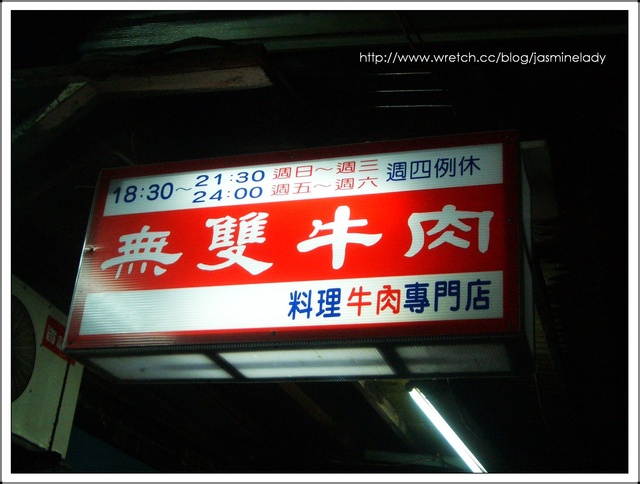 http://www.wretch.cc/blog/jasminelady
18:30~21:30 週日~週三 週四例休
24:00 週五~週六
無雙牛肉
料理牛肉專門店